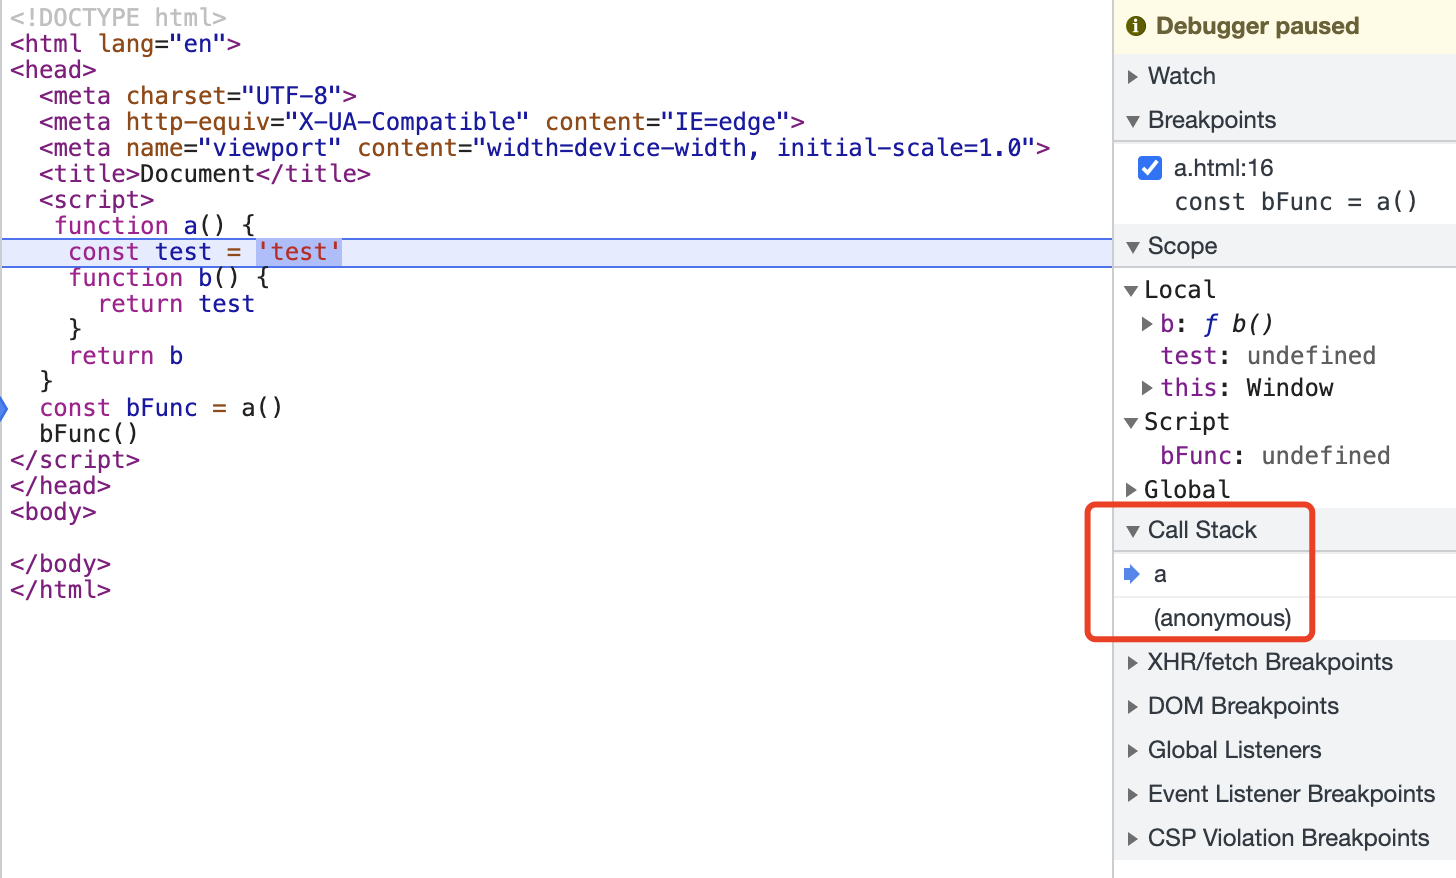 <!DOCTYPE html>
<html lang="en">
<head>
  <meta charset="UTF-8">
  <meta http-equiv="X-UA-Compatible" content="IE=edge">
  <meta name="viewport" content="width=device-width, initial-scale=1.0">
  <title>Document</title>
  <script>
   function a() {
    const test = 'test'
    function b() {
      return test
    }
    return b
  }
  const bFunc = a()
  bFunc()
</script>
</head>
<body>
</body>
</html>
Debugger paused
Watch
Breakpoints
a.html:16
const bFunc = a()
Scope
Local
b: ƒ b()
test: undefined
this: Window
Script
bFunc: undefined
Global
Call Stack
a
(anonymous)
XHR/fetch Breakpoints
DOM Breakpoints
Global Listeners
Event Listener Breakpoints
CSP Violation Breakpoints